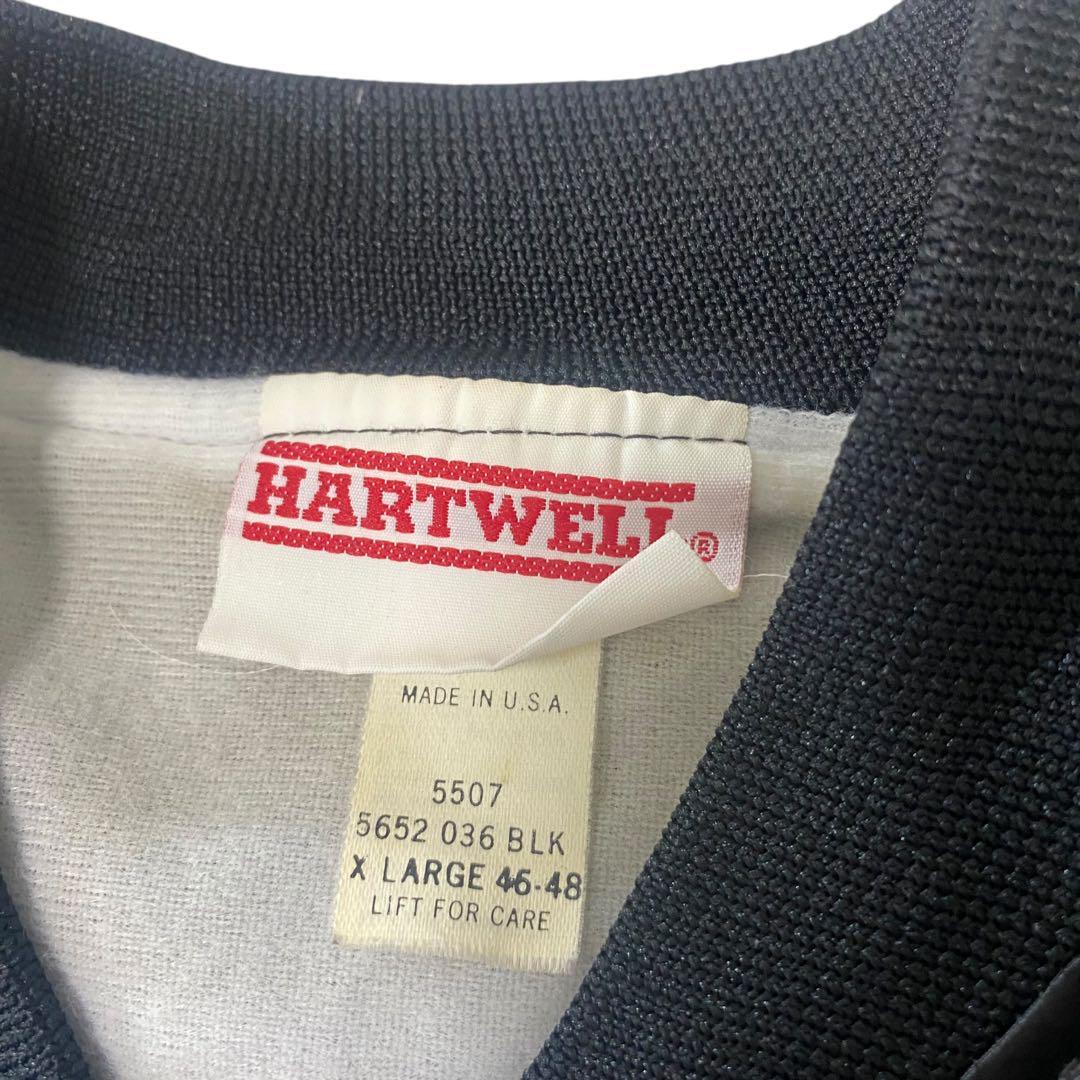 HARTWELL®
MADE IN U.S.A.
5507
5652 036 BLK
X LARGE 46-48
LIFT FOR CARE